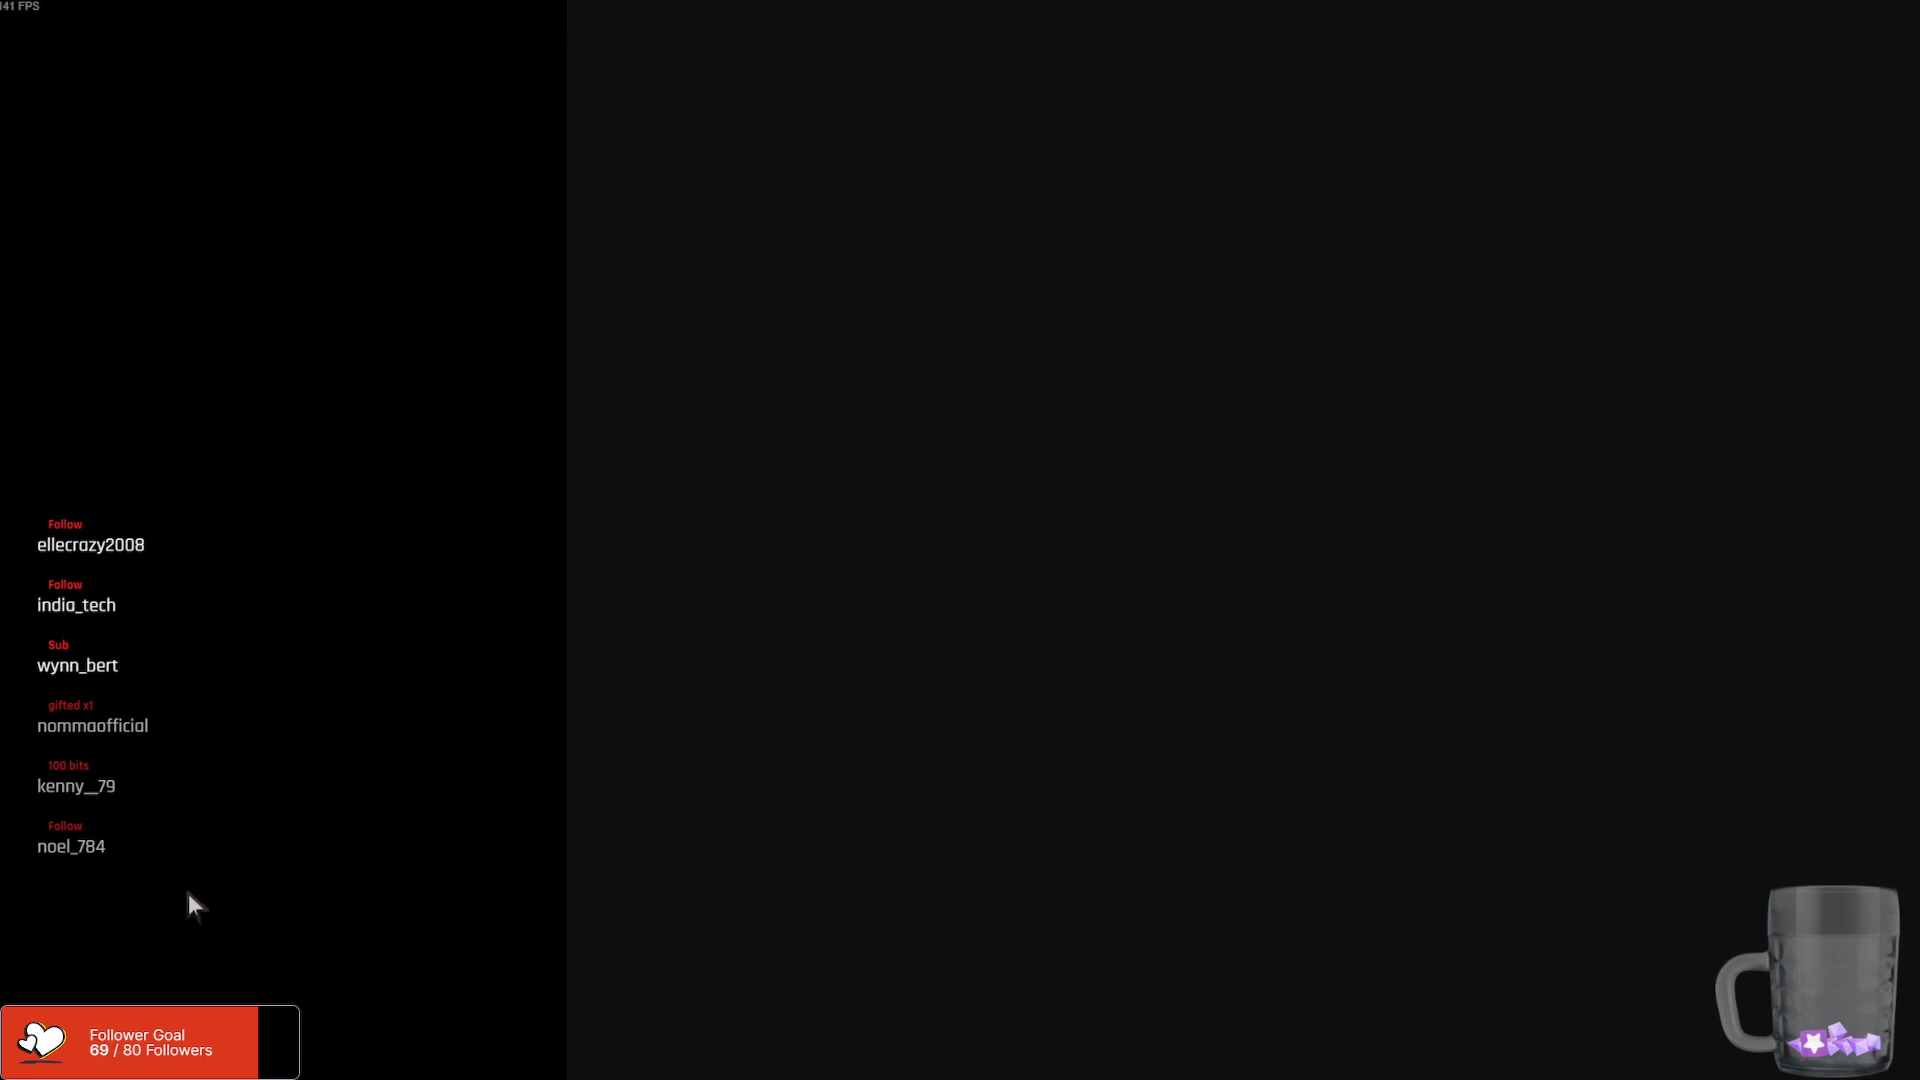 141 FPS
Follow
ellecrazy2008
Follow
india_tech
Sub
wynn_bert
gifted x1
nommaofficial
100 bits
kenny__79
Follow
noel_784
Follower Goal
69 / 80 Followers